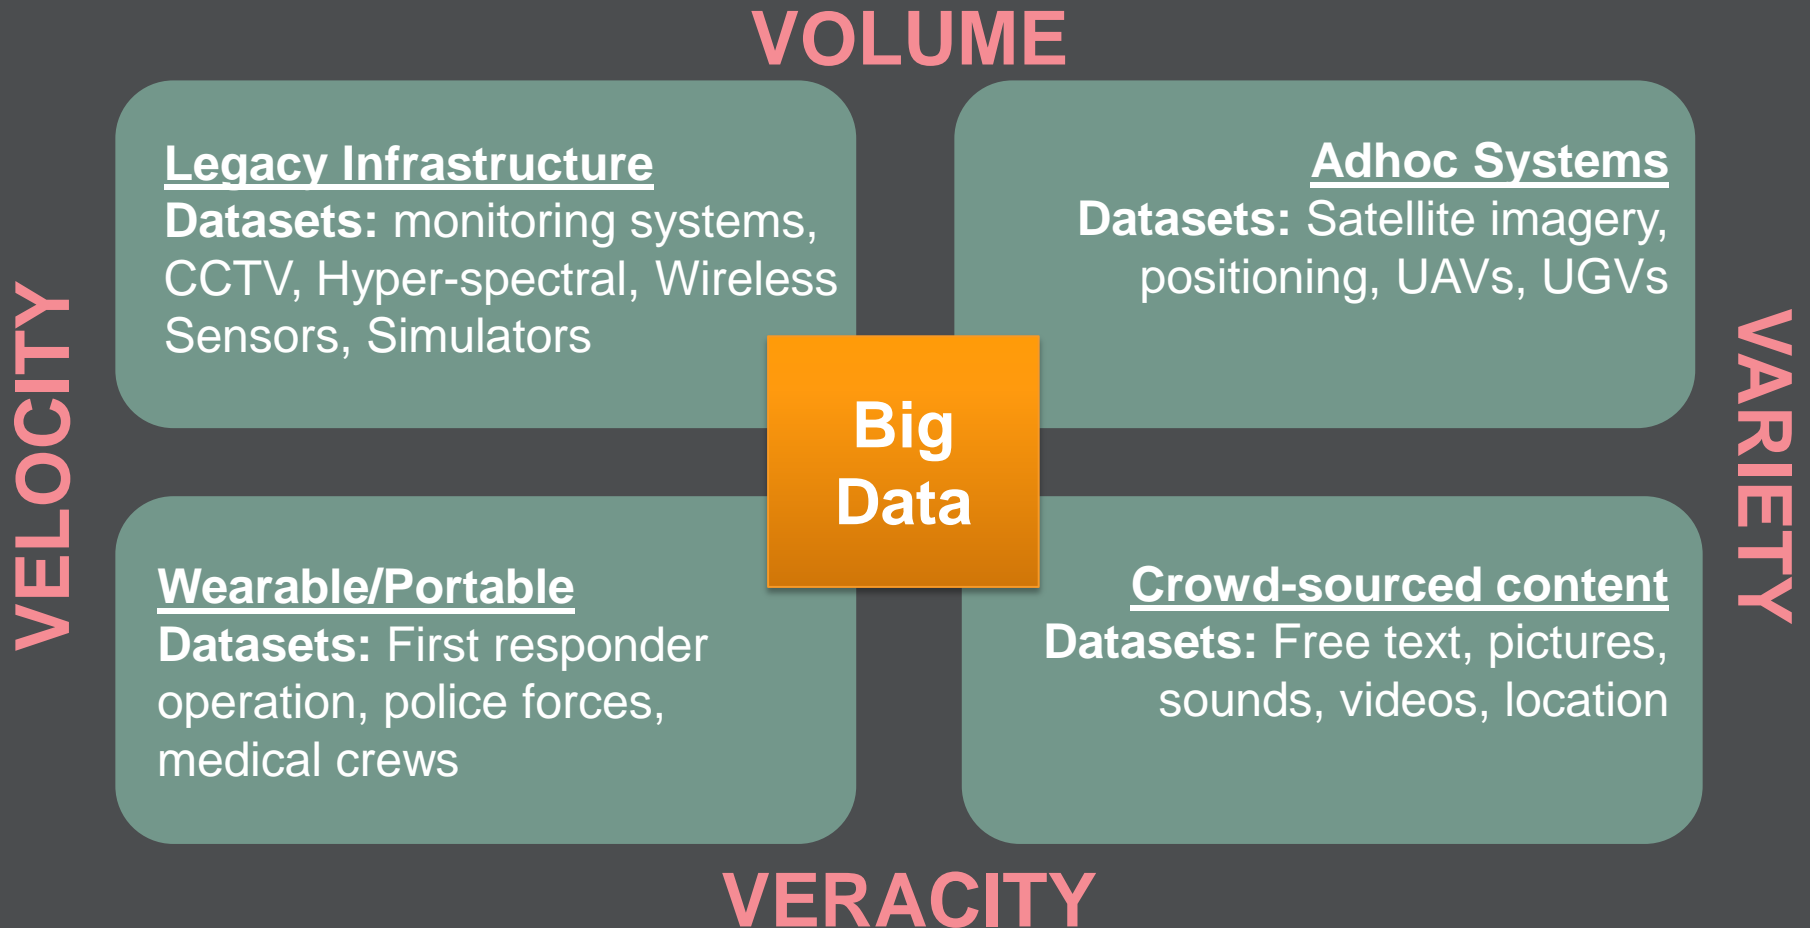 VOLUME
VELOCITY
Legacy Infrastructure
Datasets: monitoring systems,
CCTV, Hyper-spectral, Wireless
Sensors, Simulators
Adhoc Systems
Datasets: Satellite imagery,
positioning, UAVs, UGVs
VARIETY
Big
Data
Wearable/Portable
Datasets: First responder
operation, police forces,
medical crews
Crowd-sourced content
Datasets: Free text, pictures,
sounds, videos, location
VERACITY